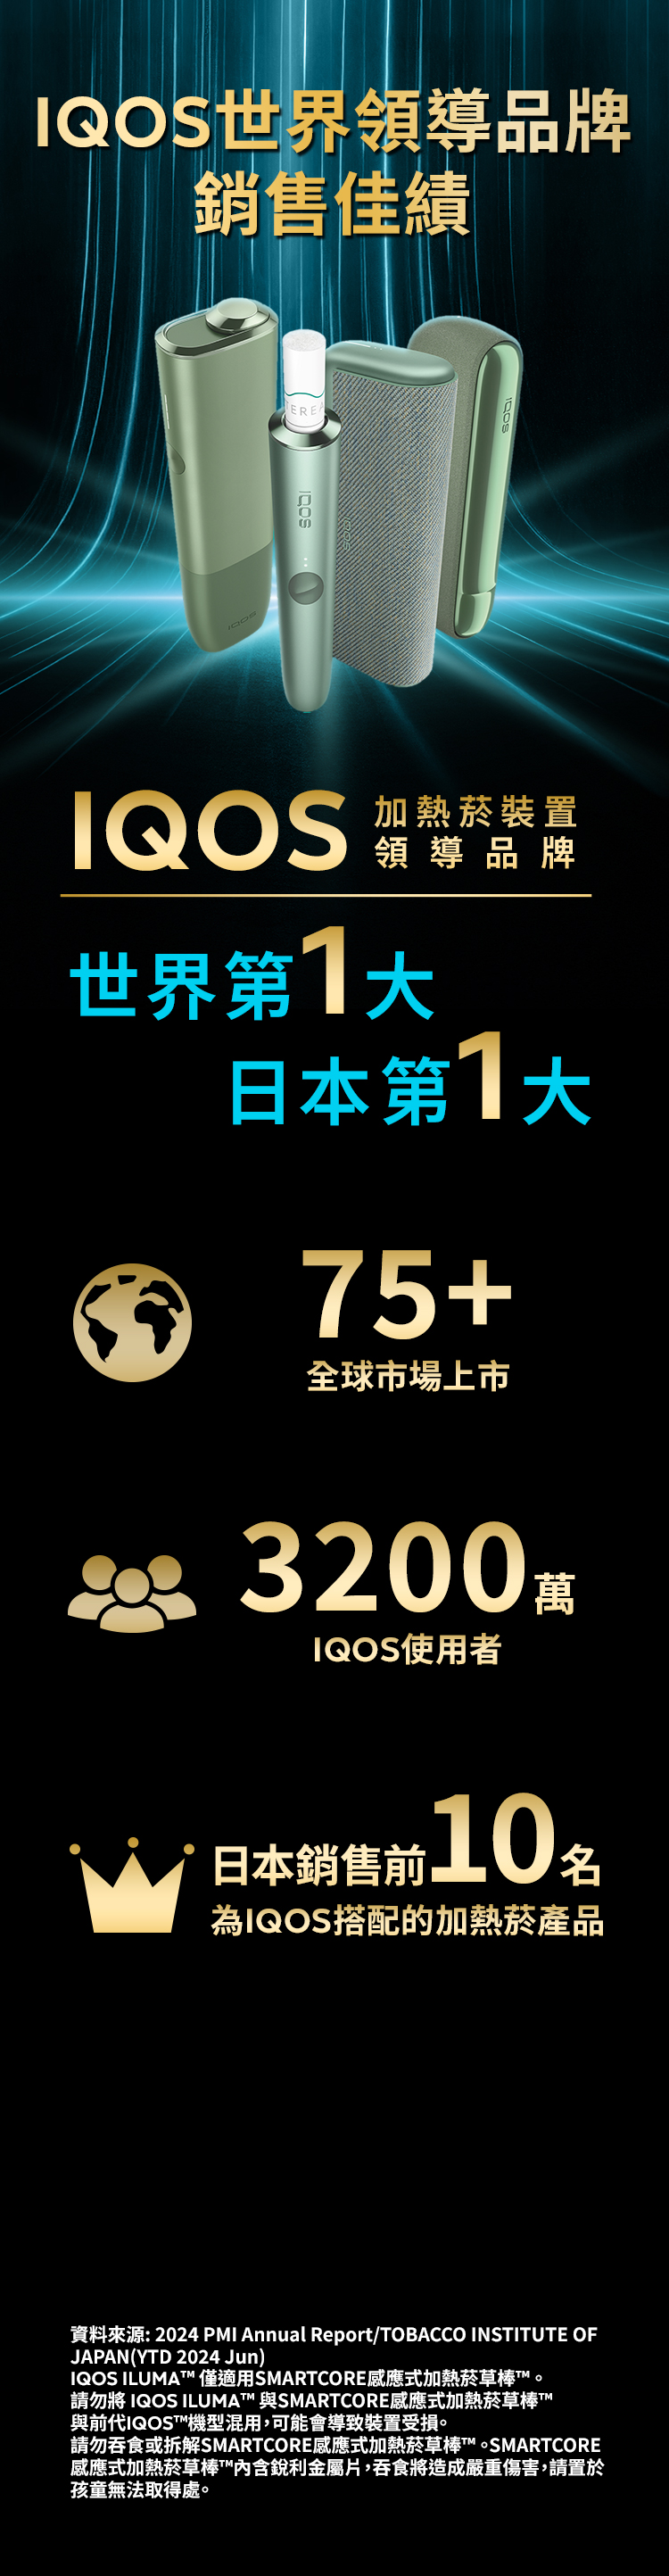 IQOS世界領導品牌
銷售佳績
TEREA
IQOS
IQOS
IQOS
IQOS
IQOS
加熱菸裝置
領導品牌
世界第1大
日本第1大
75+
全球市場上市
3200萬
IQOS使用者
日本銷售前10名
為IQOS搭配的加熱菸產品
資料來源: 2024 PMI Annual Report/TOBACCO INSTITUTE OF
JAPAN(YTD 2024 Jun)
IQOS ILUMA™ 僅適用SMARTCORE感應式加熱菸草棒™。
請勿將 IQOS ILUMA™ 與SMARTCORE感應式加熱菸草棒™
與前代IQOS™機型混用,可能會導致裝置受損。
請勿吞食或拆解SMARTCORE感應式加熱菸草棒™。SMARTCORE
感應式加熱菸草棒™內含銳利金屬片,吞食將造成嚴重傷害,請置於
孩童無法取得處。